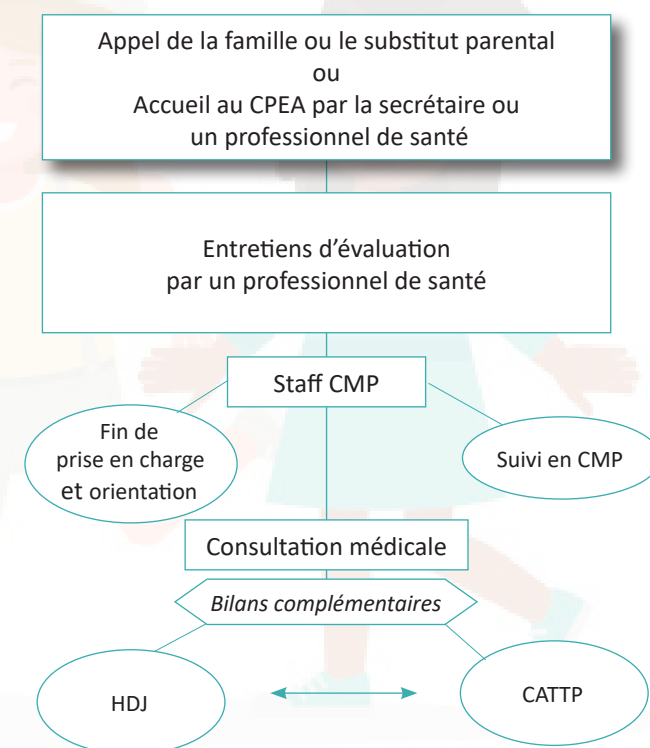 Appel de la famille ou le substitut parental
ou
Accueil au CPEA par la secrétaire ou
un professionnel de santé
Entretiens d'évaluation
par un professionnel de santé
Staff CMP
Fin de
prise en charge
et orientation
Suivi en CMP
Consultation médicale
Bilans complémentaires
HDJ
CATTP